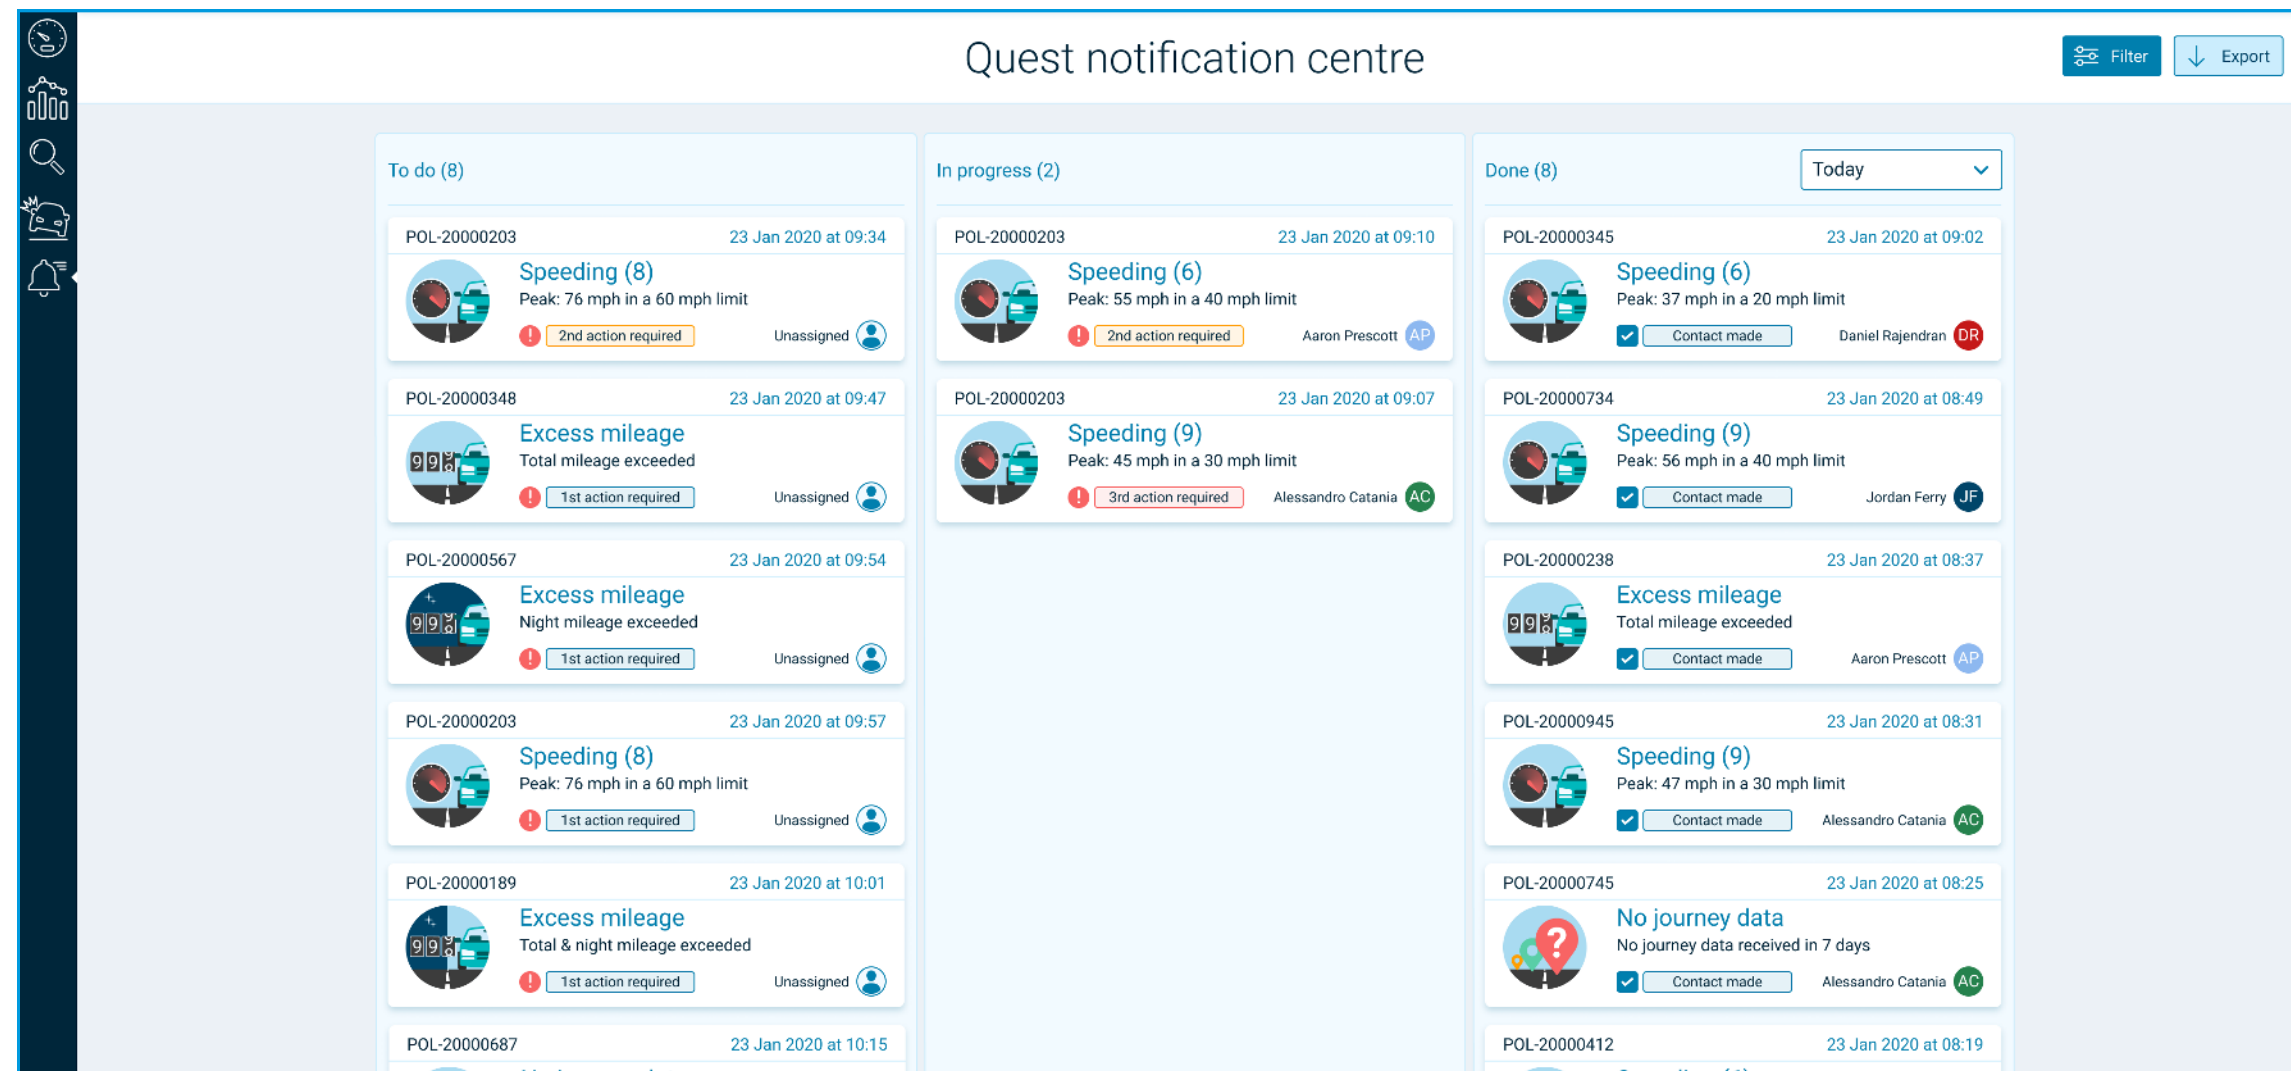 Quest notification centre
Filter
Export
To do (8)
POL-20000203 23 Jan 2020 at 09:34
Speeding (8)
Peak: 76 mph in a 60 mph limit
2nd action required Unassigned
POL-20000348 23 Jan 2020 at 09:47
Excess mileage
Total mileage exceeded
1st action required Unassigned
POL-20000567 23 Jan 2020 at 09:54
Excess mileage
Night mileage exceeded
1st action required Unassigned
POL-20000203 23 Jan 2020 at 09:57
Speeding (8)
Peak: 76 mph in a 60 mph limit
1st action required Unassigned
POL-20000189 23 Jan 2020 at 10:01
Excess mileage
Total & night mileage exceeded
1st action required Unassigned
POL-20000687 23 Jan 2020 at 10:15
In progress (2)
POL-20000203 23 Jan 2020 at 09:10
Speeding (6)
Peak: 55 mph in a 40 mph limit
2nd action required Aaron Prescott AP
POL-20000203 23 Jan 2020 at 09:07
Speeding (9)
Peak: 45 mph in a 30 mph limit
3rd action required Alessandro Catania AC
Done (8) Today
POL-20000345 23 Jan 2020 at 09:02
Speeding (6)
Peak: 37 mph in a 20 mph limit
Contact made Daniel Rajendran DR
POL-20000734 23 Jan 2020 at 08:49
Speeding (9)
Peak: 56 mph in a 40 mph limit
Contact made Jordan Ferry JF
POL-20000238 23 Jan 2020 at 08:37
Excess mileage
Total mileage exceeded
Contact made Aaron Prescott AP
POL-20000945 23 Jan 2020 at 08:31
Speeding (9)
Peak: 47 mph in a 30 mph limit
Contact made Alessandro Catania AC
POL-20000745 23 Jan 2020 at 08:25
No journey data
No journey data received in 7 days
Contact made Alessandro Catania AC
POL-20000412 23 Jan 2020 at 08:19